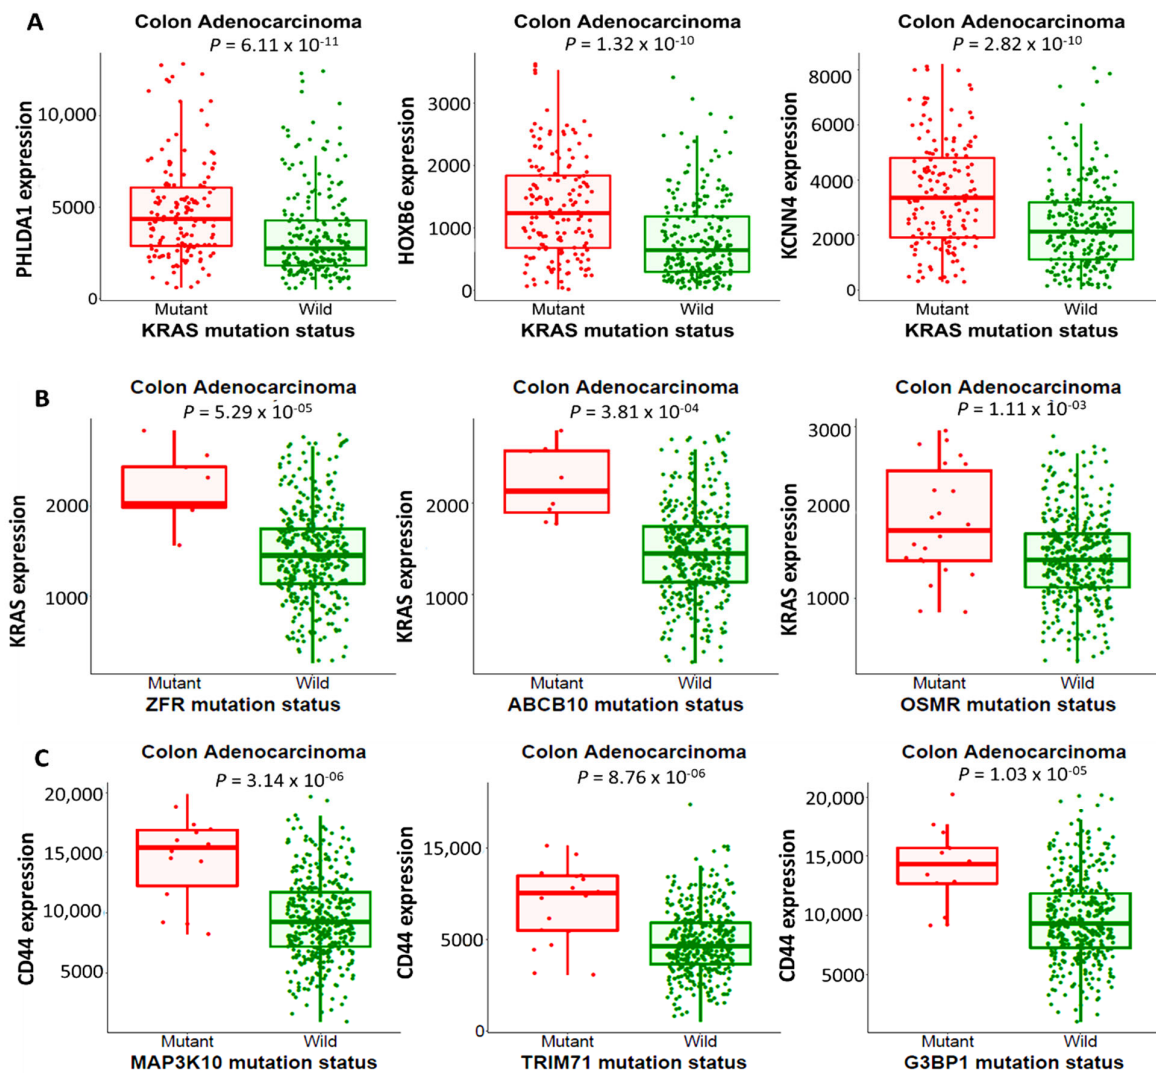 A
Colon Adenocarcinoma
P = 6.11 x 10-11
PHLDA1 expression
10,000
5000
0
Mutant Wild
KRAS mutation status
Colon Adenocarcinoma
P = 1.32 x 10-10
HOXB6 expression
3000
2000
1000
0
Mutant Wild
KRAS mutation status
Colon Adenocarcinoma
P = 2.82 x 10-10
KCNN4 expression
8000
6000
4000
2000
0
Mutant Wild
KRAS mutation status
B
Colon Adenocarcinoma
P = 5.29 x 10-05
KRAS expression
2000
1000
Mutant Wild
ZFR mutation status
Colon Adenocarcinoma
P = 3.81 x 10-04
KRAS expression
2000
1000
Mutant Wild
ABCB10 mutation status
Colon Adenocarcinoma
P = 1.11 x 10-03
KRAS expression
3000
2000
1000
Mutant Wild
OSMR mutation status
C
Colon Adenocarcinoma
P = 3.14 x 10-06
CD44 expression
20,000
15,000
10,000
5000
Mutant Wild
MAP3K10 mutation status
Colon Adenocarcinoma
P = 8.76 x 10-06
CD44 expression
15,000
5000
0
Mutant Wild
TRIM71 mutation status
Colon Adenocarcinoma
P = 1.03 x 10-05
CD44 expression
20,000
15,000
10,000
5000
Mutant Wild
G3BP1 mutation status